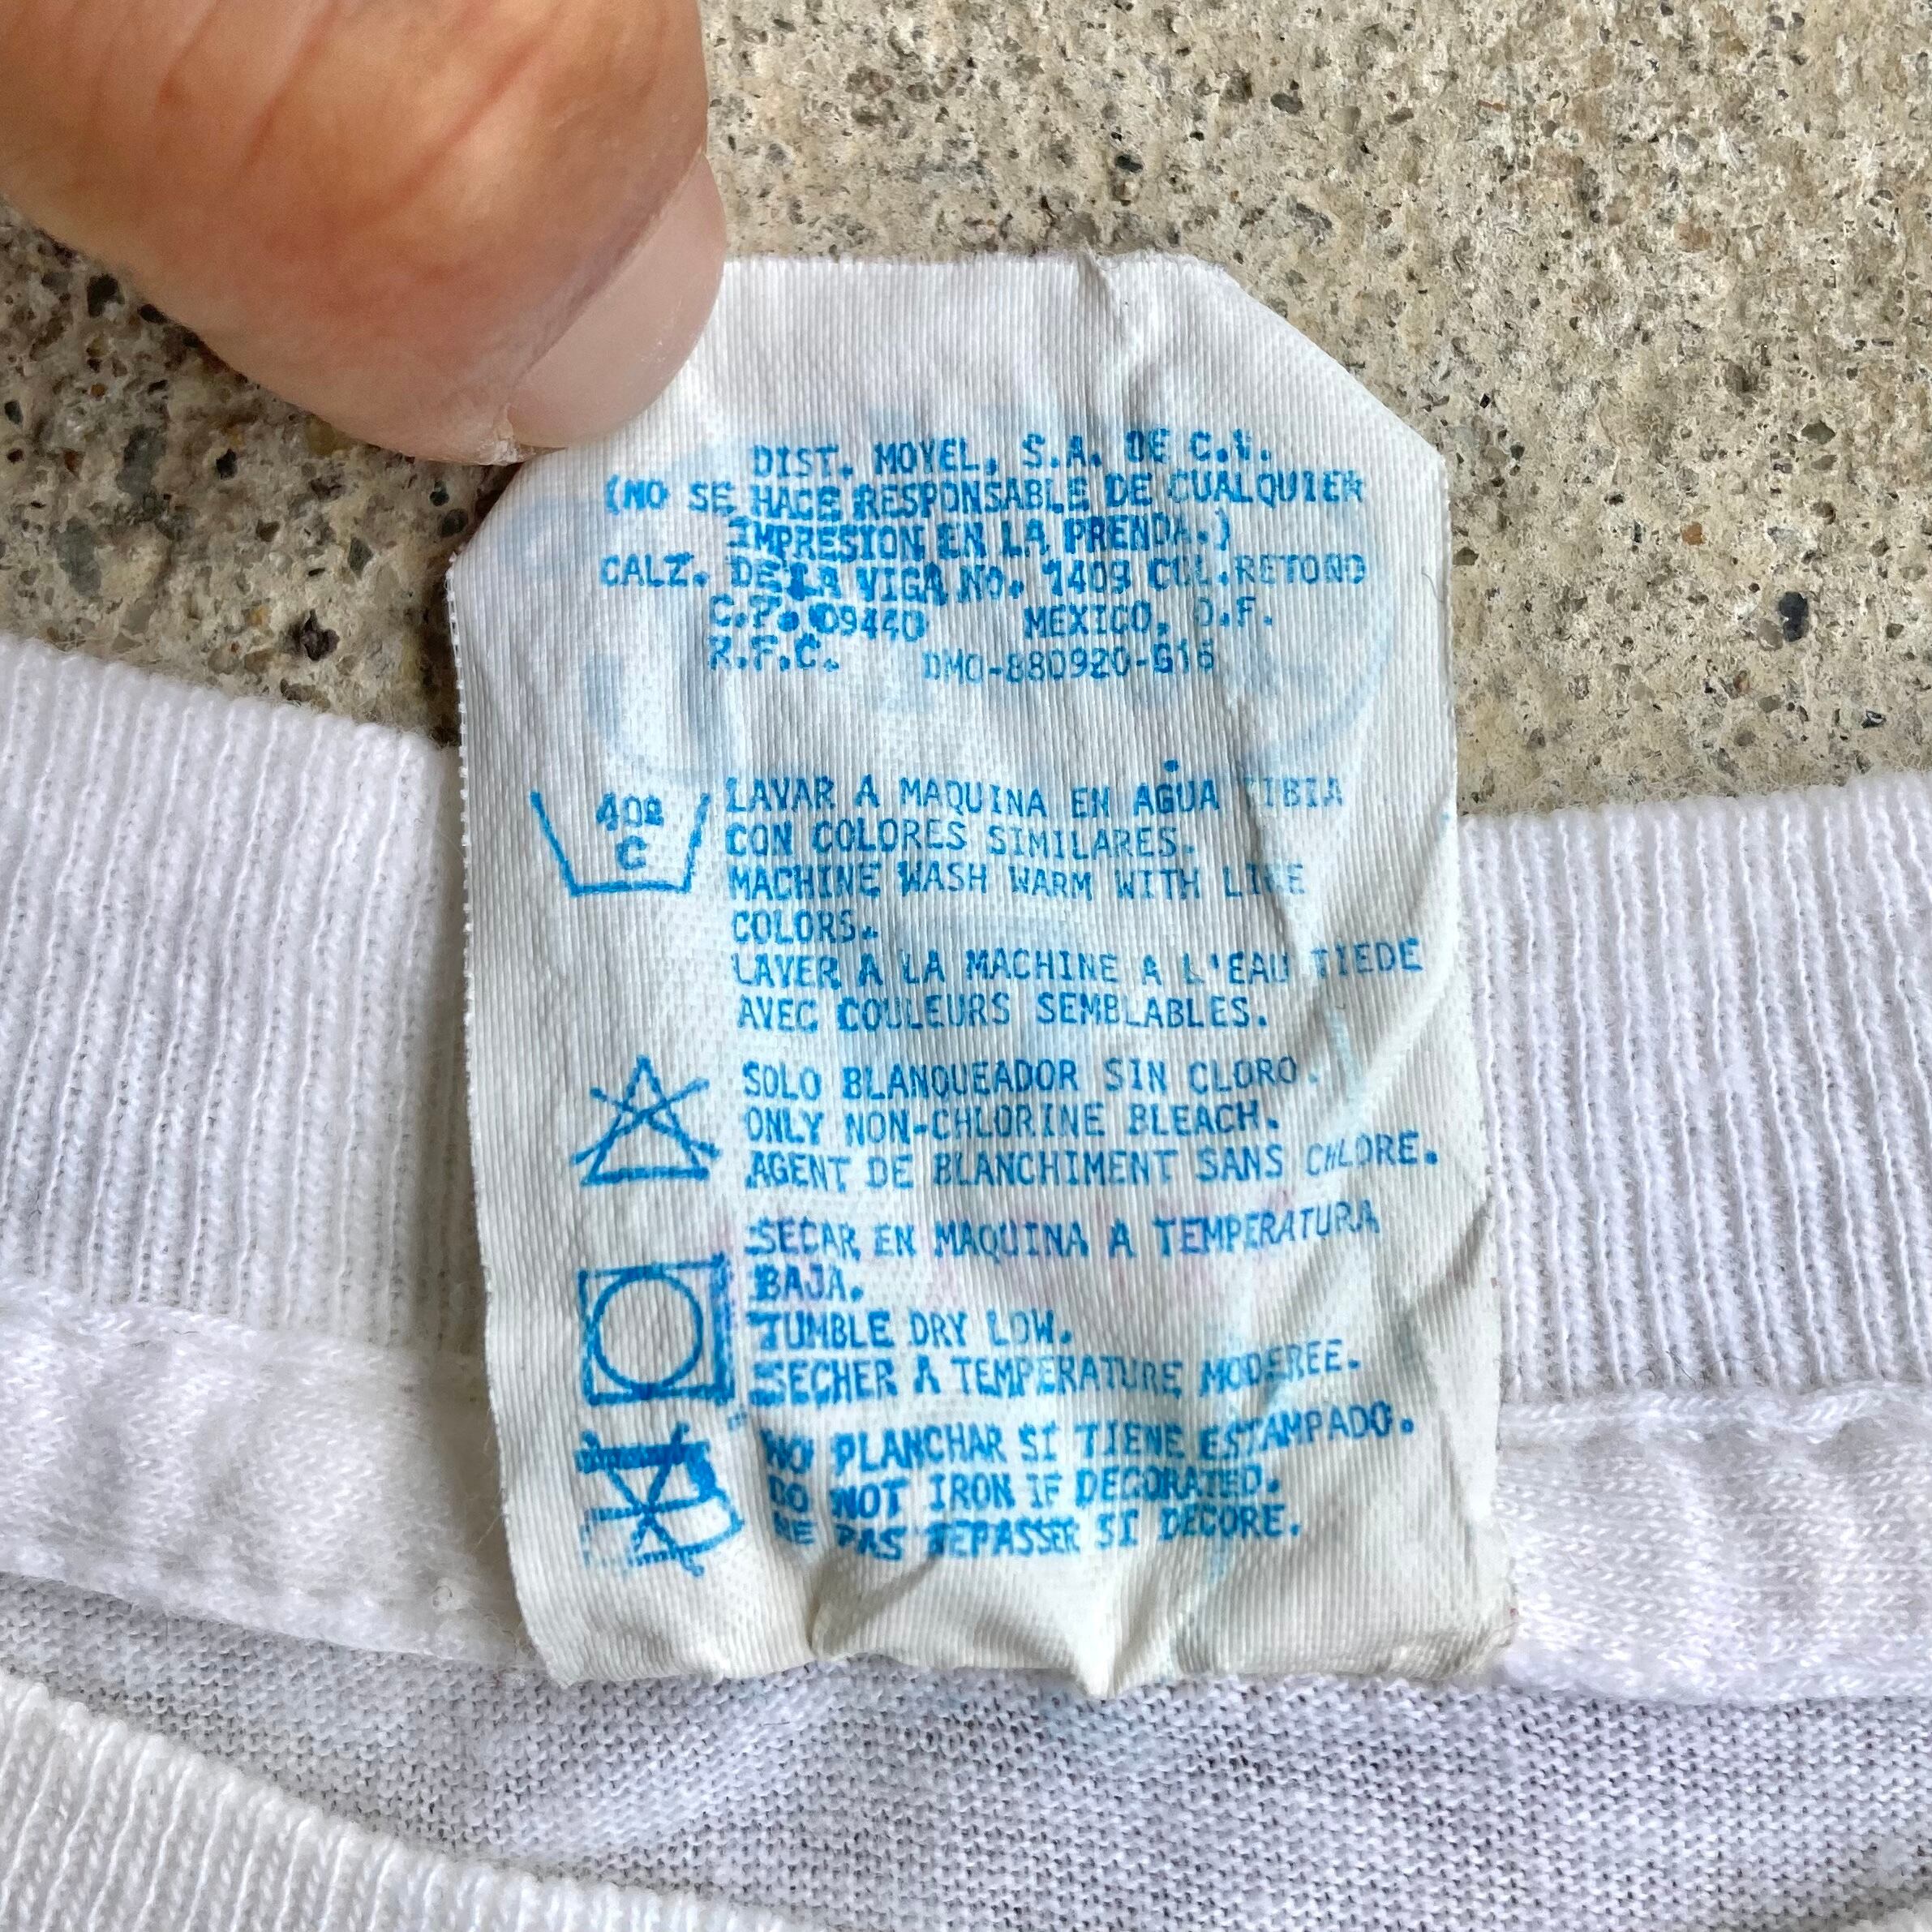 DIST. MOYEL, S.A. DE C.V.
(NO SE HACE RESPONSABLE DE CUALQUIER
IMPRESION EN LA PRENDA.)
CALZ. DE LA VIGA No. 1409 COL.RETOÑO
C.P. 09440 MEXICO, D.F.
R.F.C. DMO-880920-G16
40º
C
LAVAR A MAQUINA EN AGUA TIBIA
CON COLORES SIMILARES.
MACHINE WASH WARM WITH LIKE
COLORS.
LAVER A LA MACHINE A L'EAU TIEDE
AVEC COULEURS SEMBLABLES.
SOLO BLANQUEADOR SIN CLORO.
ONLY NON-CHLORINE BLEACH.
AGENT DE BLANCHIMENT SANS CHLORE.
SECAR EN MAQUINA A TEMPERATURA
BAJA.
TUMBLE DRY LOW.
SECHER A TEMPERATURE MODEREE.
NO PLANCHAR SI TIENE ESTAMPADO.
DO NOT IRON IF DECORATED.
NE PAS REPASSER SI DECORE.